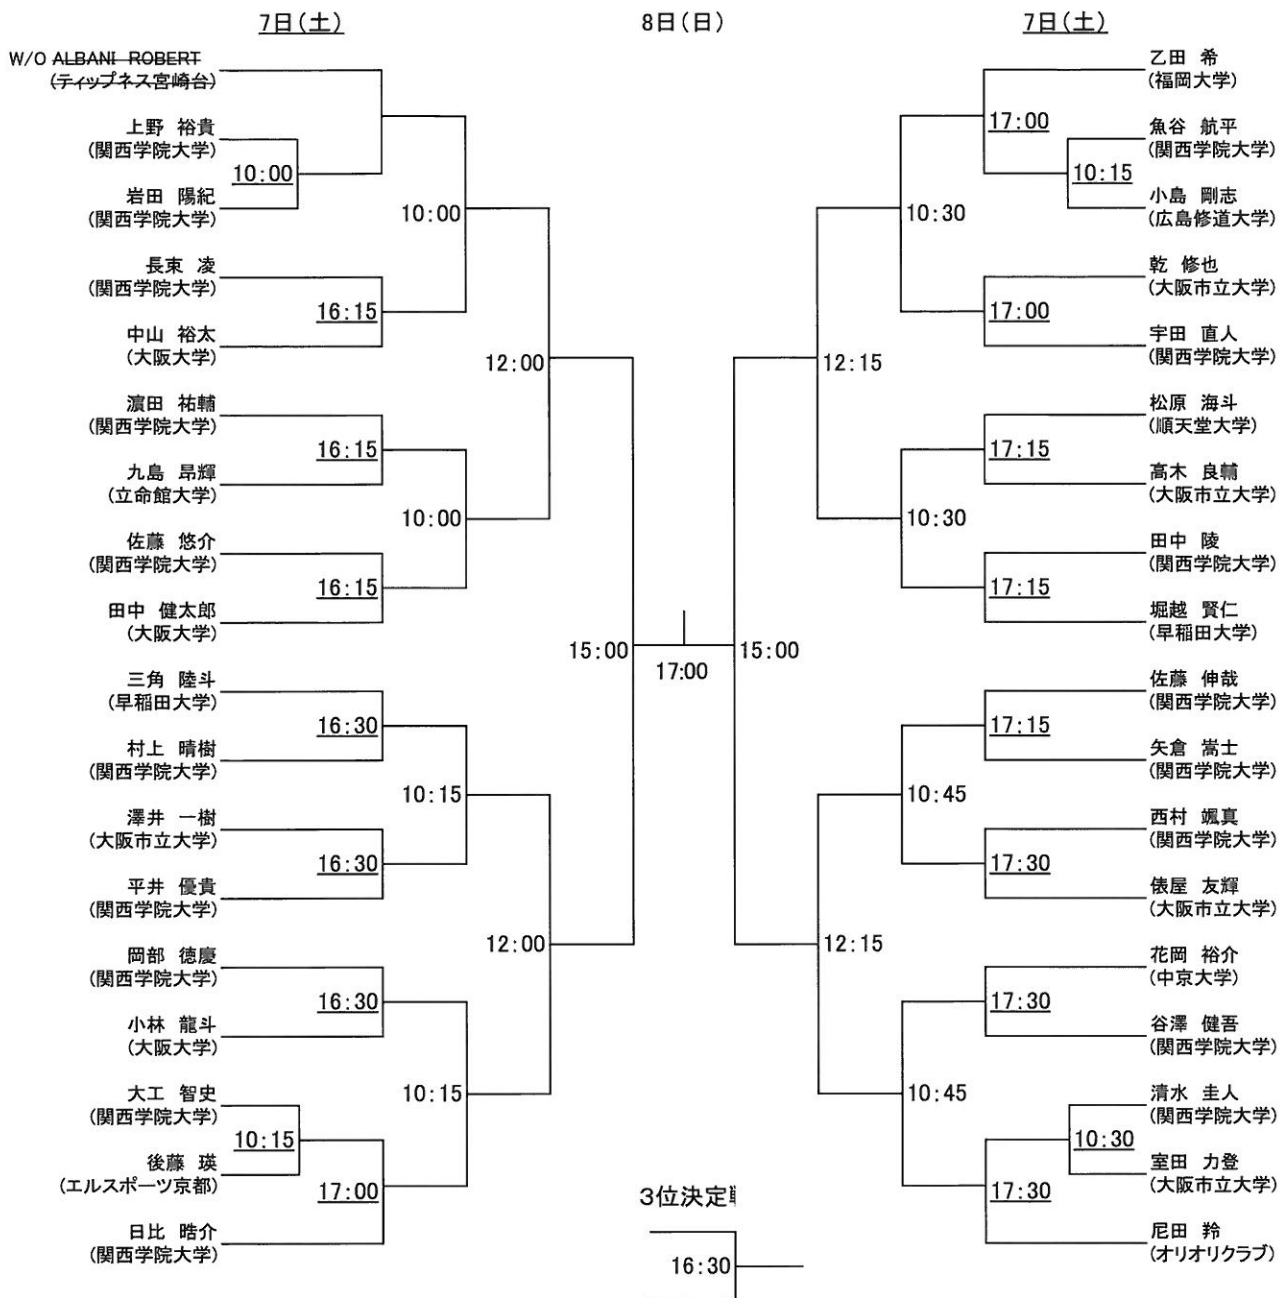 7日(土)
8日(日)
7日(土)
W/O ALBANI ROBERT
(ティップネス宮崎台)
上野 裕貴
(関西学院大学)
10:00
岩田 陽紀
(関西学院大学)
10:00
長束 凌
(関西学院大学)
16:15
中山 裕太
(大阪大学)
12:00
濵田 祐輔
(関西学院大学)
16:15
九島 昂輝
(立命館大学)
10:00
佐藤 悠介
(関西学院大学)
16:15
田中 健太郎
(大阪大学)
15:00
三角 陸斗
(早稲田大学)
16:30
村上 晴樹
(関西学院大学)
10:15
澤井 一樹
(大阪市立大学)
16:30
平井 優貴
(関西学院大学)
12:00
岡部 徳慶
(関西学院大学)
16:30
小林 龍斗
(大阪大学)
10:15
大工 智史
(関西学院大学)
10:15
後藤 瑛
(エルスポーツ京都)
17:00
日比 晧介
(関西学院大学)
17:00
3位決定
16:30
乙田 希
(福岡大学)
17:00
魚谷 航平
(関西学院大学)
10:15
小島 剛志
(広島修道大学)
10:30
乾 修也
(大阪市立大学)
17:00
宇田 直人
(関西学院大学)
12:15
松原 海斗
(順天堂大学)
17:15
髙木 良輔
(大阪市立大学)
10:30
田中 陵
(関西学院大学)
17:15
堀越 賢仁
(早稲田大学)
15:00
佐藤 伸哉
(関西学院大学)
17:15
矢倉 嵩士
(関西学院大学)
10:45
西村 颯真
(関西学院大学)
17:30
俵屋 友輝
(大阪市立大学)
12:15
花岡 裕介
(中京大学)
17:30
谷澤 健吾
(関西学院大学)
10:45
清水 圭人
(関西学院大学)
10:30
室田 力登
(大阪市立大学)
17:30
尼田 羚
(オリオリクラブ)